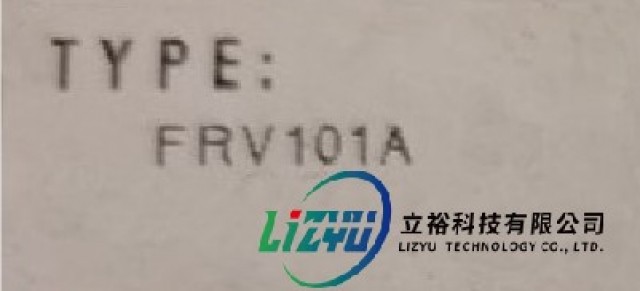 TYPE:
FRV101A
LiZYU
立裕科技有限公司
LIZYU TECHNOLOGY CO., LTD.